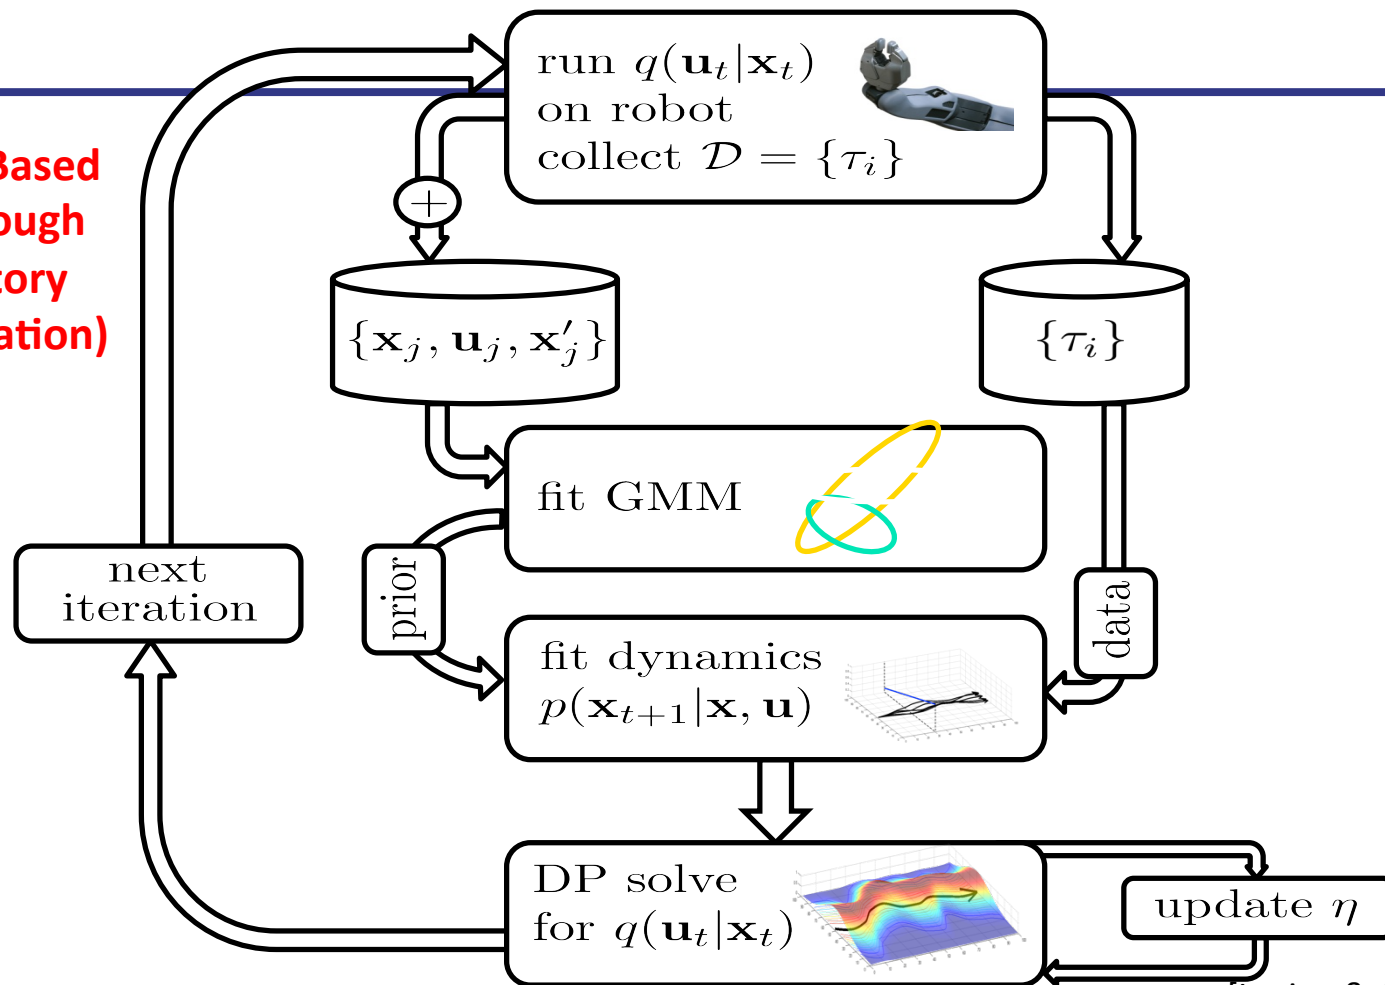 run q(u_t|x_t)
on robot
collect 𝒟 = {τ_i}
Based
ough
tory
ation)
+
{x_j, u_j, x′_j}
{τ_i}
fit GMM
next
iteration
prior
data
fit dynamics
p(x_{t+1}|x, u)
DP solve
for q(u_t|x_t)
update η